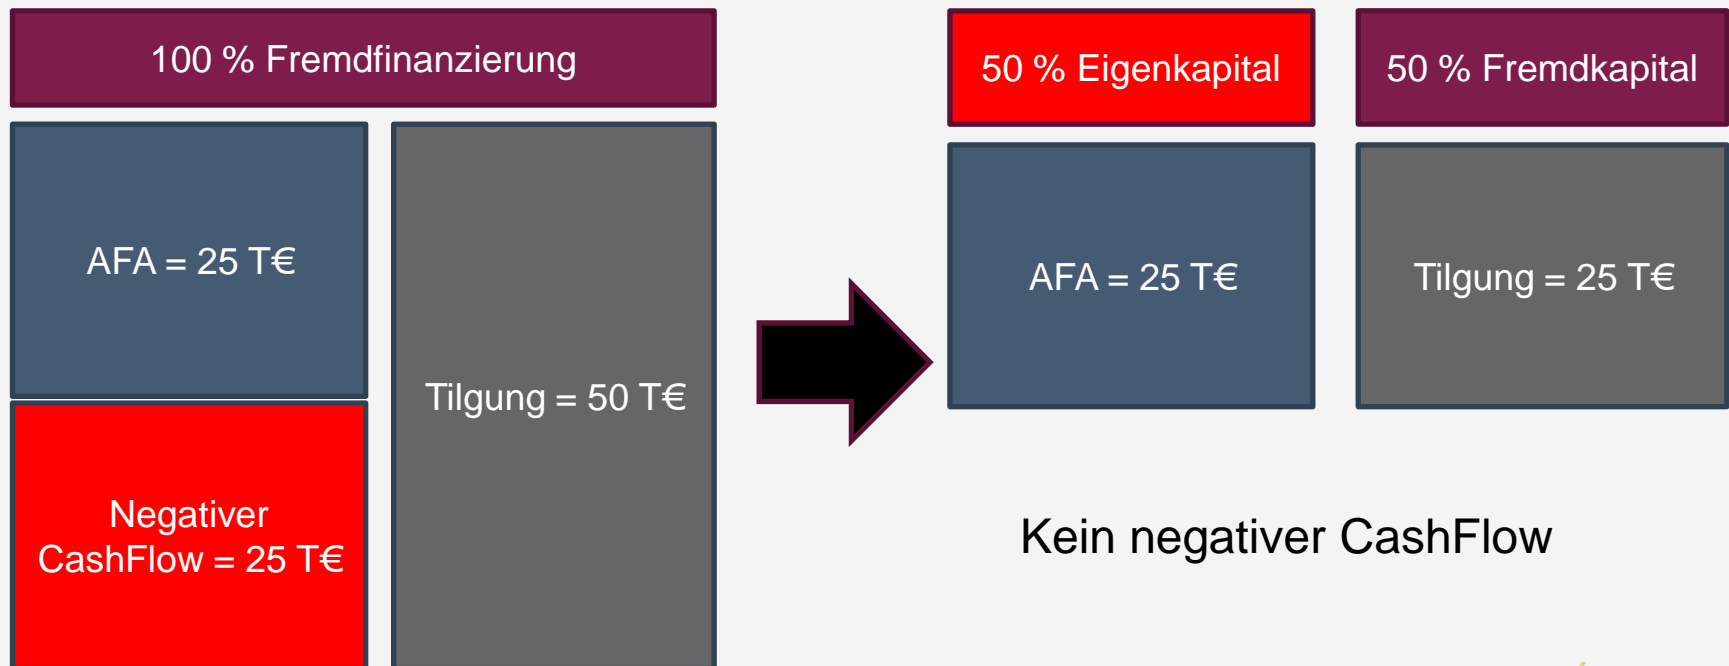 100 % Fremdfinanzierung
AFA = 25 T€
Negativer
CashFlow = 25 T€
Tilgung = 50 T€
50 % Eigenkapital
50 % Fremdkapital
AFA = 25 T€
Tilgung = 25 T€
Kein negativer CashFlow